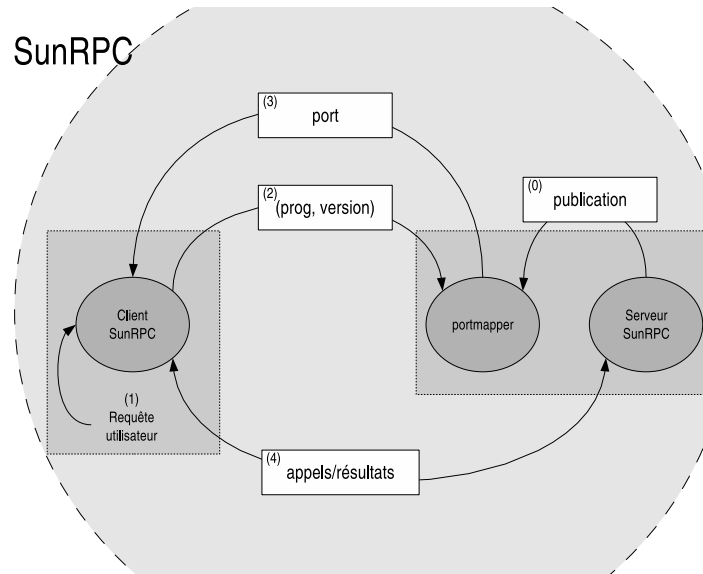 SunRPC
(3)
port
(2)
(prog, version)
(0)
publication
Client
SunRPC
portmapper
Serveur
SunRPC
(1)
Requête
utilisateur
(4)
appels/résultats